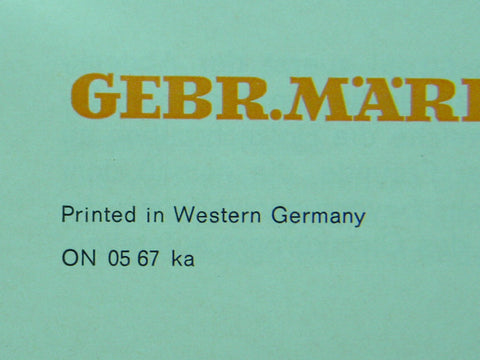 GEBR.MÄR
Printed in Western Germany
ON 05 67 ka